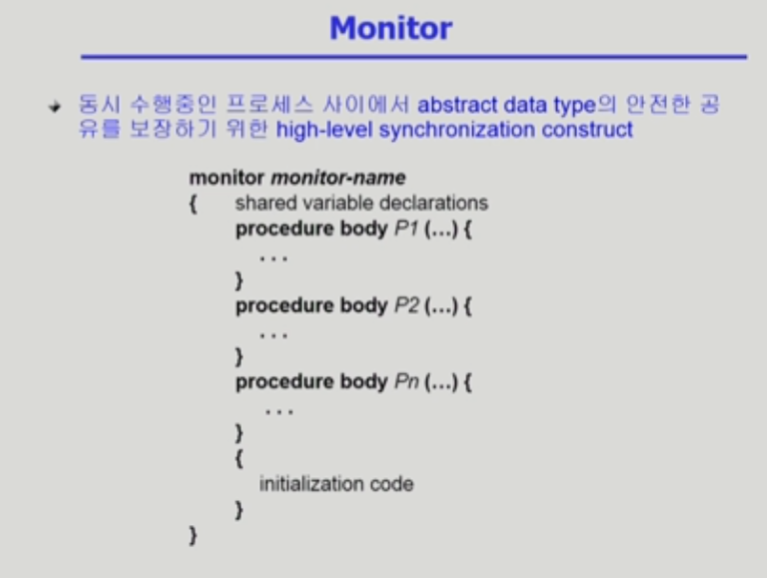 Monitor
동시 수행중인 프로세스 사이에서 abstract data type의 안전한 공
유를 보장하기 위한 high-level synchronization construct
monitor monitor-name
{ shared variable declarations
procedure body P1 (...) {
...
}
procedure body P2 (...) {
...
}
procedure body Pn (...) {
...
}
{
initialization code
}
}